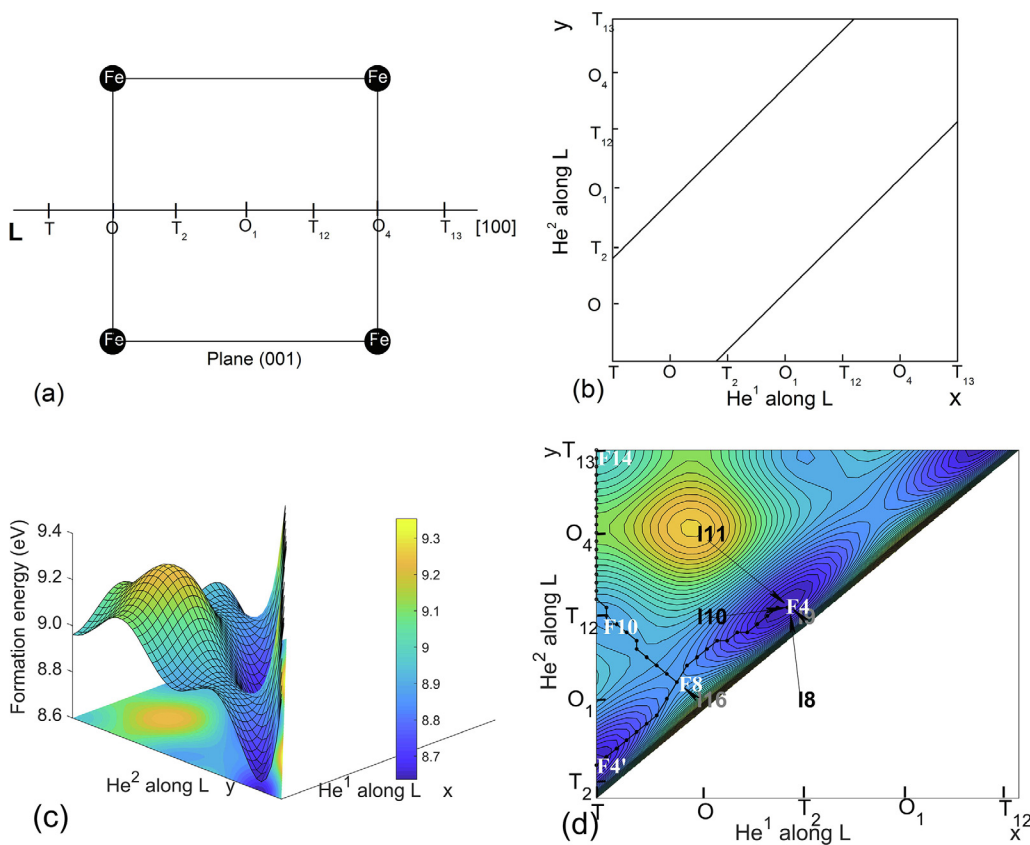 Fe Fe
L T O T2 O1 T12 O4 T13 [100]
Fe Fe
Plane (001)
(a)
y
T13
O4
T12
O1
T2
O
He2 along L
T O T2 O1 T12 O4 T13
He1 along L x
(b)
9.4
9.2
9.0
8.8
8.6
Formation energy (eV)
9.3
9.2
9.1
9
8.9
8.8
8.7
He2 along L y
He1 along L x
(c)
y T13
O4
T12
O1
T2
He2 along L
F14
I11
I10 F4
F10
F8
I16 I8
F4'
T O T2 O1 T12
He1 along L x
(d)